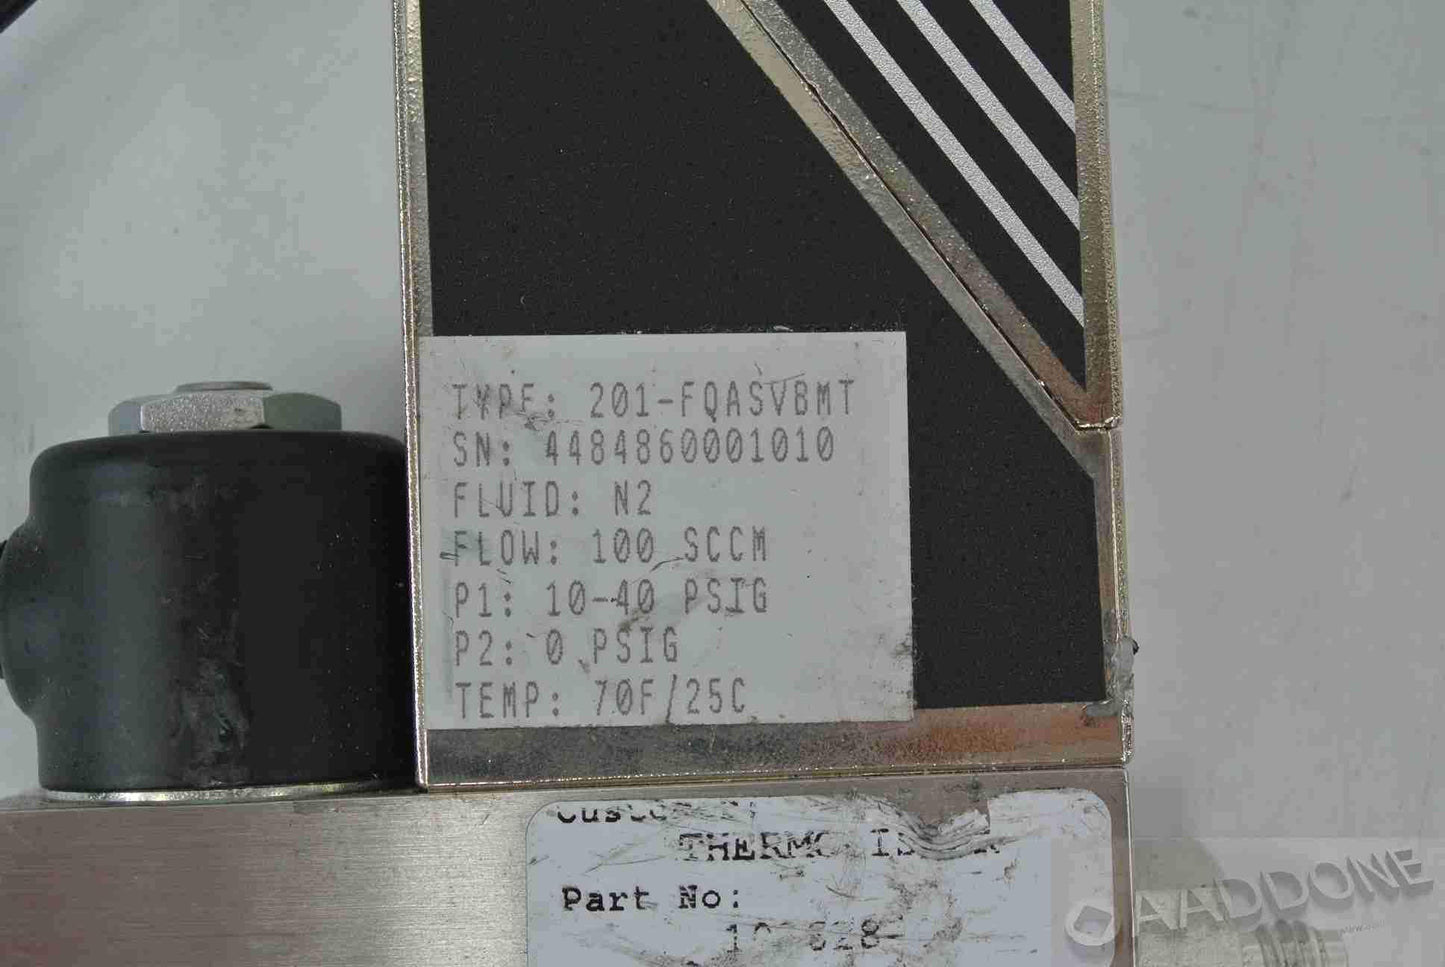 TYPE: 201-FQASVBMT
SN: 4484860001010
FLUID: N2
FLOW: 100 SCCM
P1: 10-40 PSIG
P2: 0 PSIG
TEMP: 70F/25C
THERMO
Part No:
AADDONE